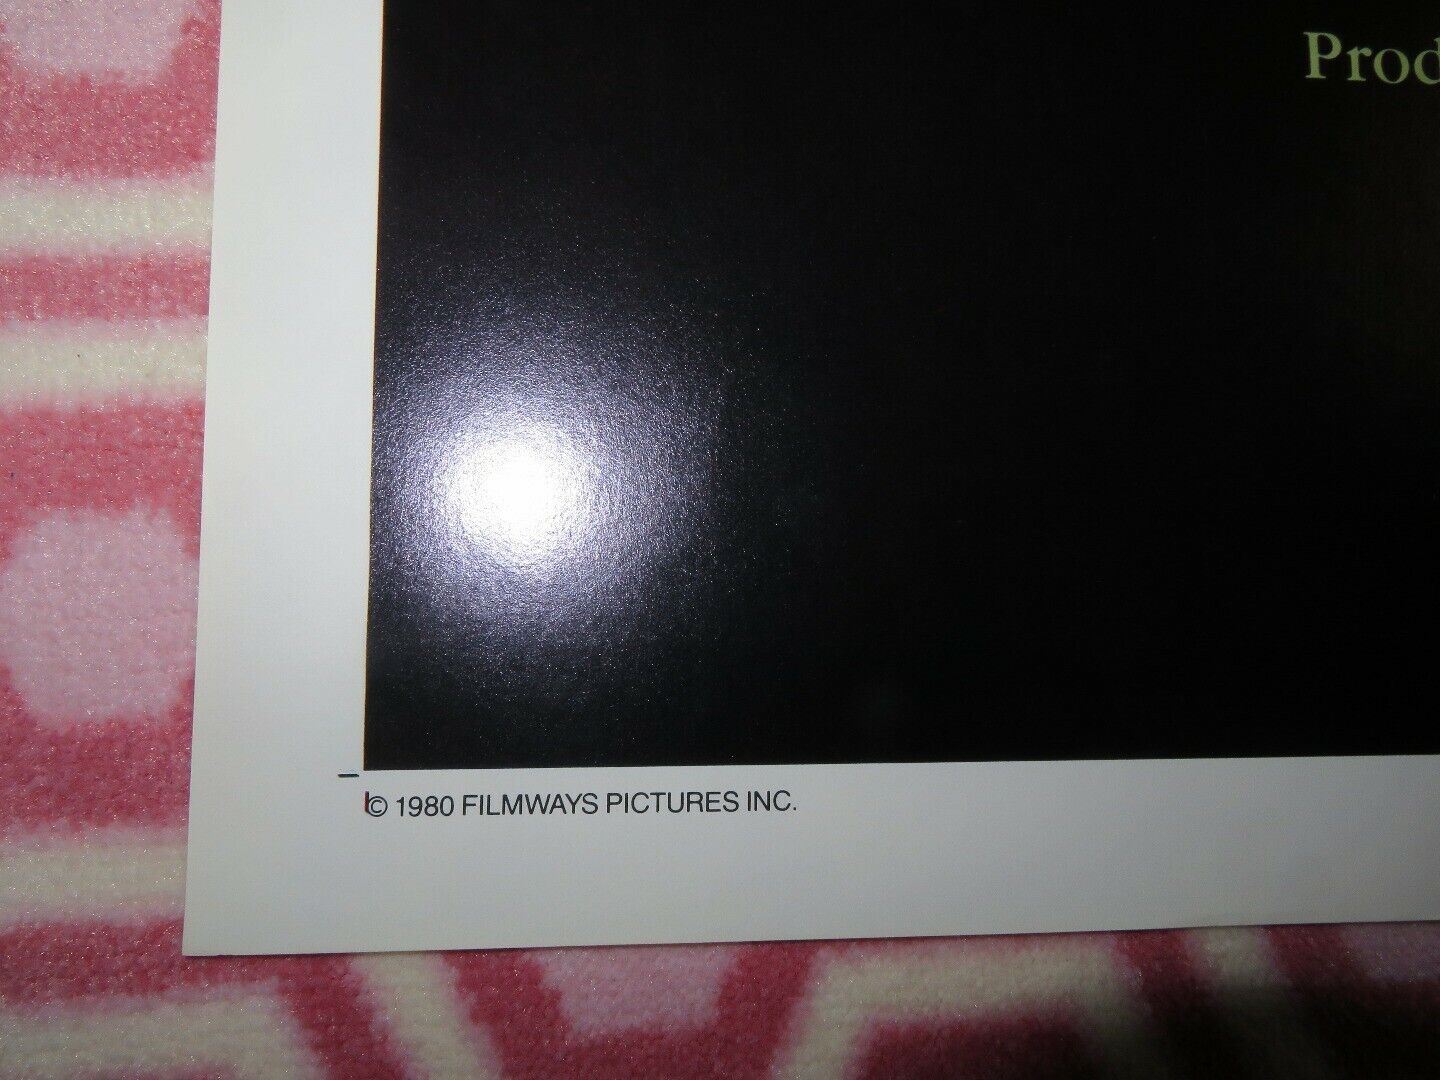 Prod
© 1980 FILMWAYS PICTURES INC.